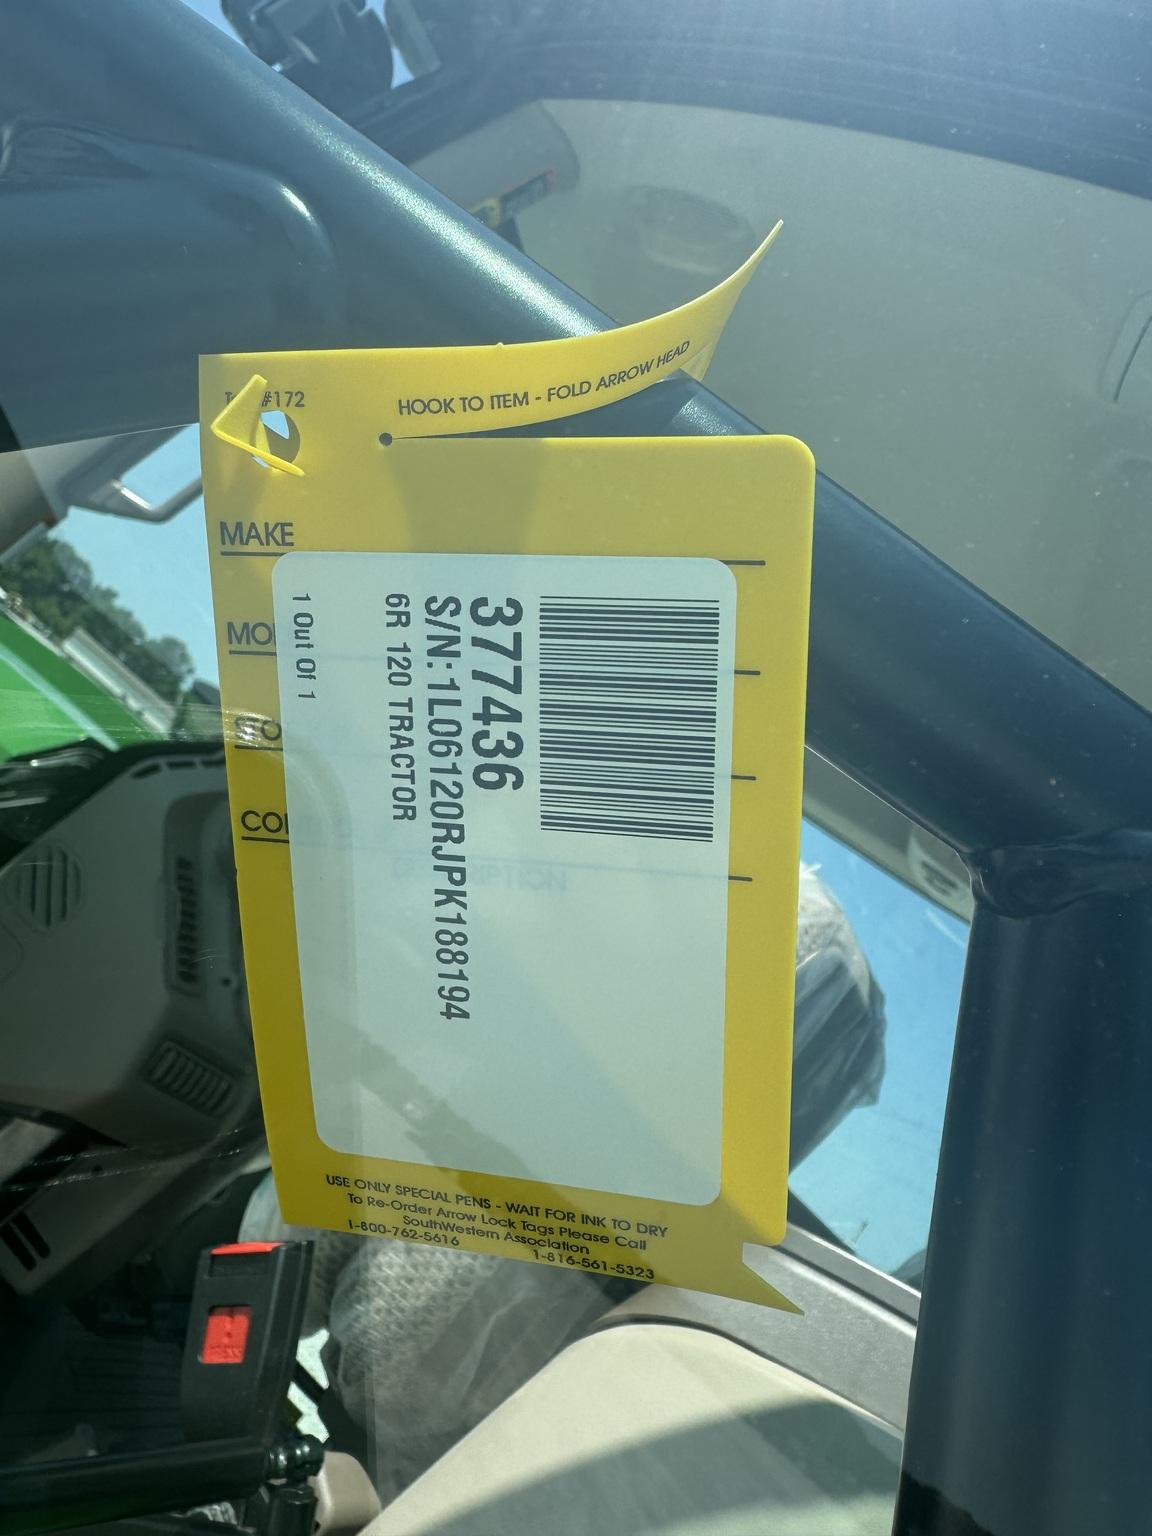 #172
HOOK TO ITEM - FOLD ARROW HEAD
MAKE
377436
S/N:1L06120RJPK188194
6R 120 TRACTOR
1 Out Of 1
USE ONLY SPECIAL PENS - WAIT FOR INK TO DRY
To Re-Order Arrow Lock Tags Please Call
SouthWestern Association
1-800-762-5616 1-816-561-5323